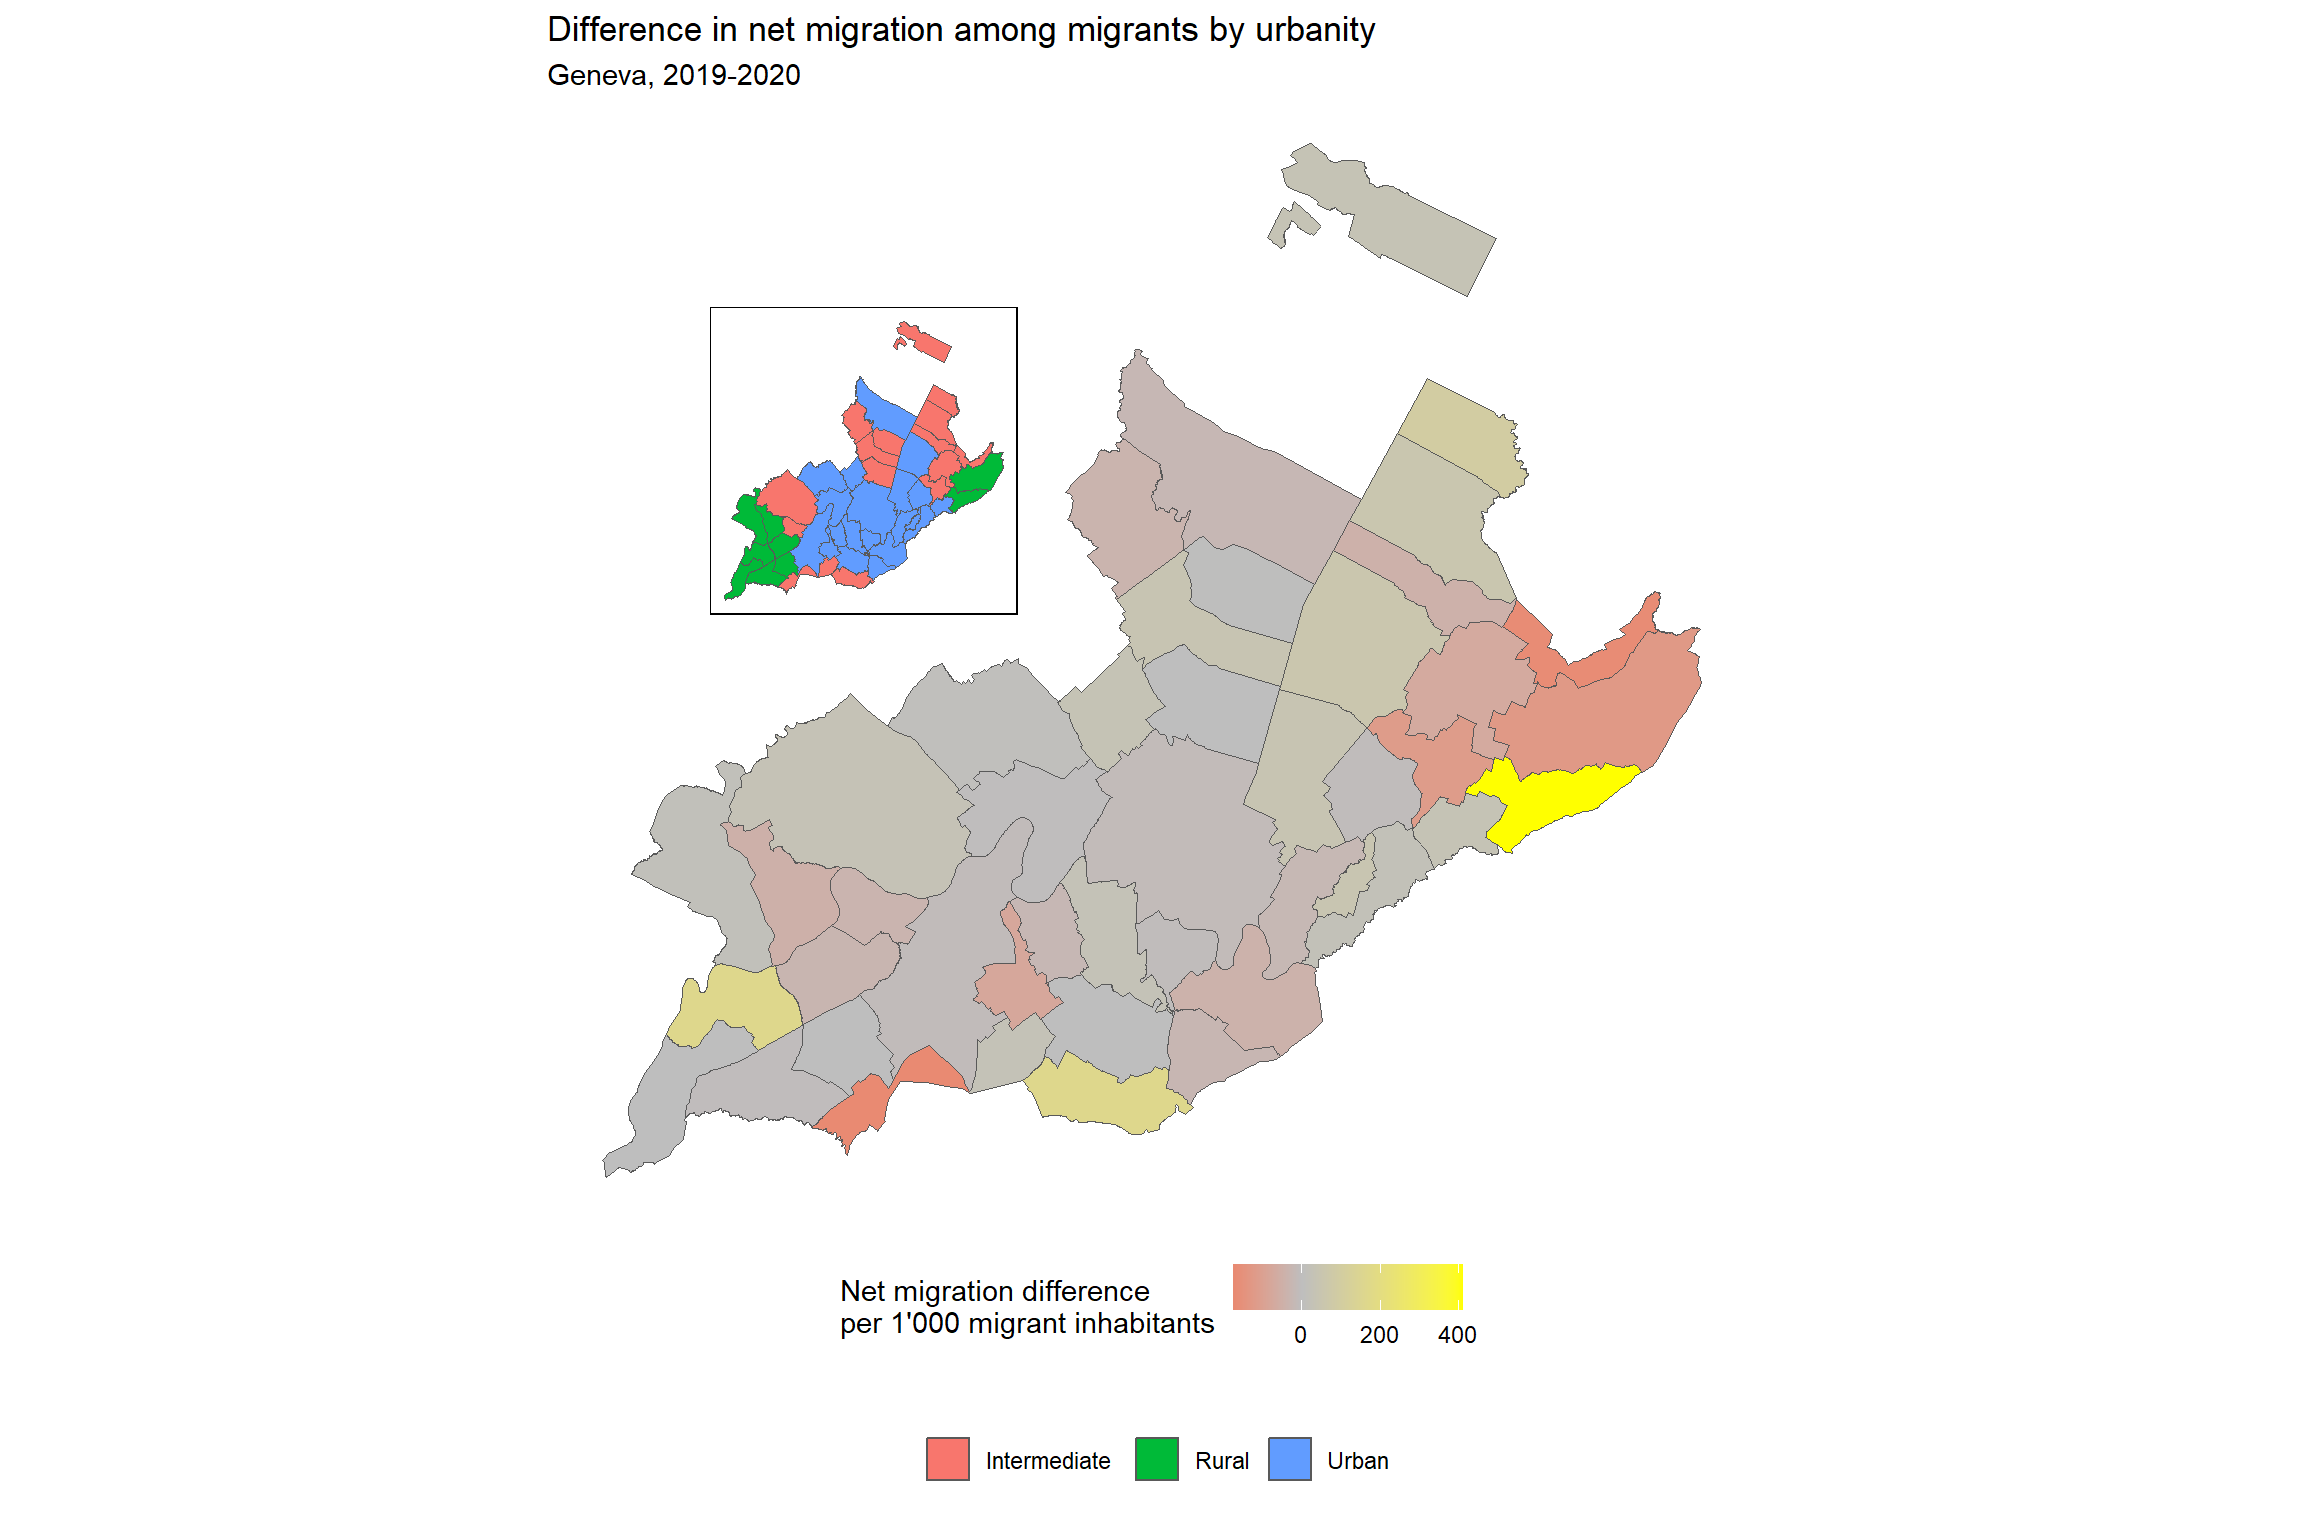 Difference in net migration among migrants by urbanity
Geneva, 2019-2020
Net migration difference
per 1'000 migrant inhabitants
0 200 400
Intermediate Rural Urban